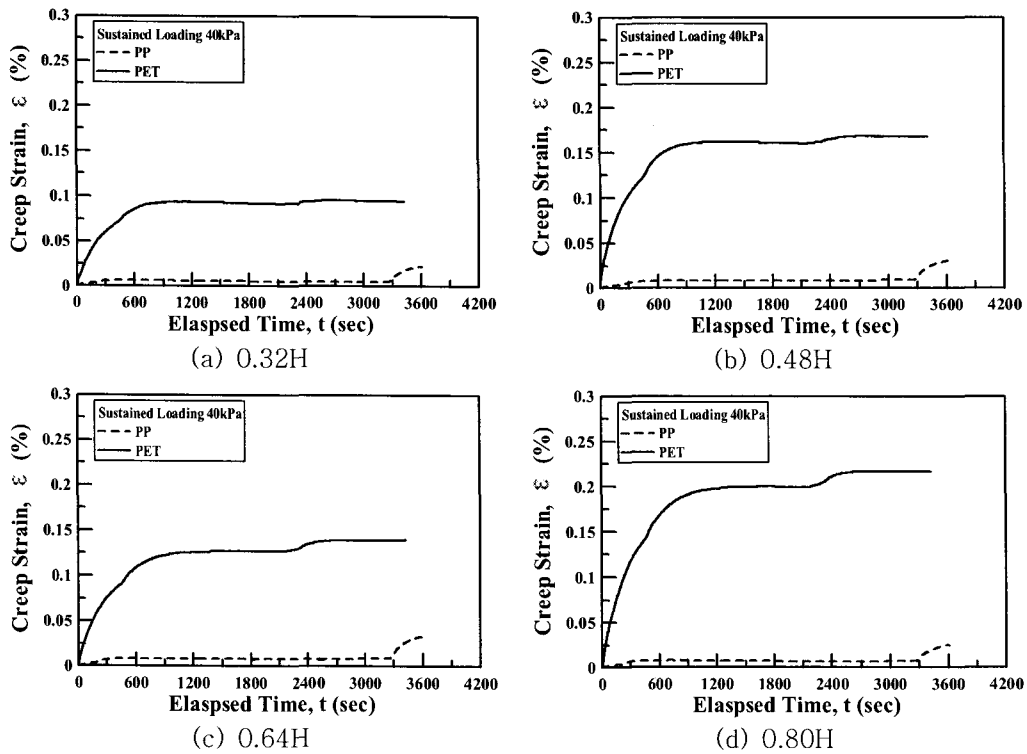 0.3
Sustained Loading 40kPa
PP
PET
0.25
0.2
0.15
0.1
0.05
0
Creep Strain, ε (%)
0 600 1200 1800 2400 3000 3600 4200
Elaspsed Time, t (sec)
(a) 0.32H
0.3
Sustained Loading 40kPa
PP
PET
0.25
0.2
0.15
0.1
0.05
0
Creep Strain, ε (%)
0 600 1200 1800 2400 3000 3600 4200
Elaspsed Time, t (sec)
(b) 0.48H
0.3
Sustained Loading 40kPa
PP
PET
0.25
0.2
0.15
0.1
0.05
0
Creep Strain, ε (%)
0 600 1200 1800 2400 3000 3600 4200
Elaspsed Time, t (sec)
(c) 0.64H
0.3
Sustained Loading 40kPa
PP
PET
0.25
0.2
0.15
0.1
0.05
0
Creep Strain, ε (%)
0 600 1200 1800 2400 3000 3600 4200
Elaspsed Time, t (sec)
(d) 0.80H